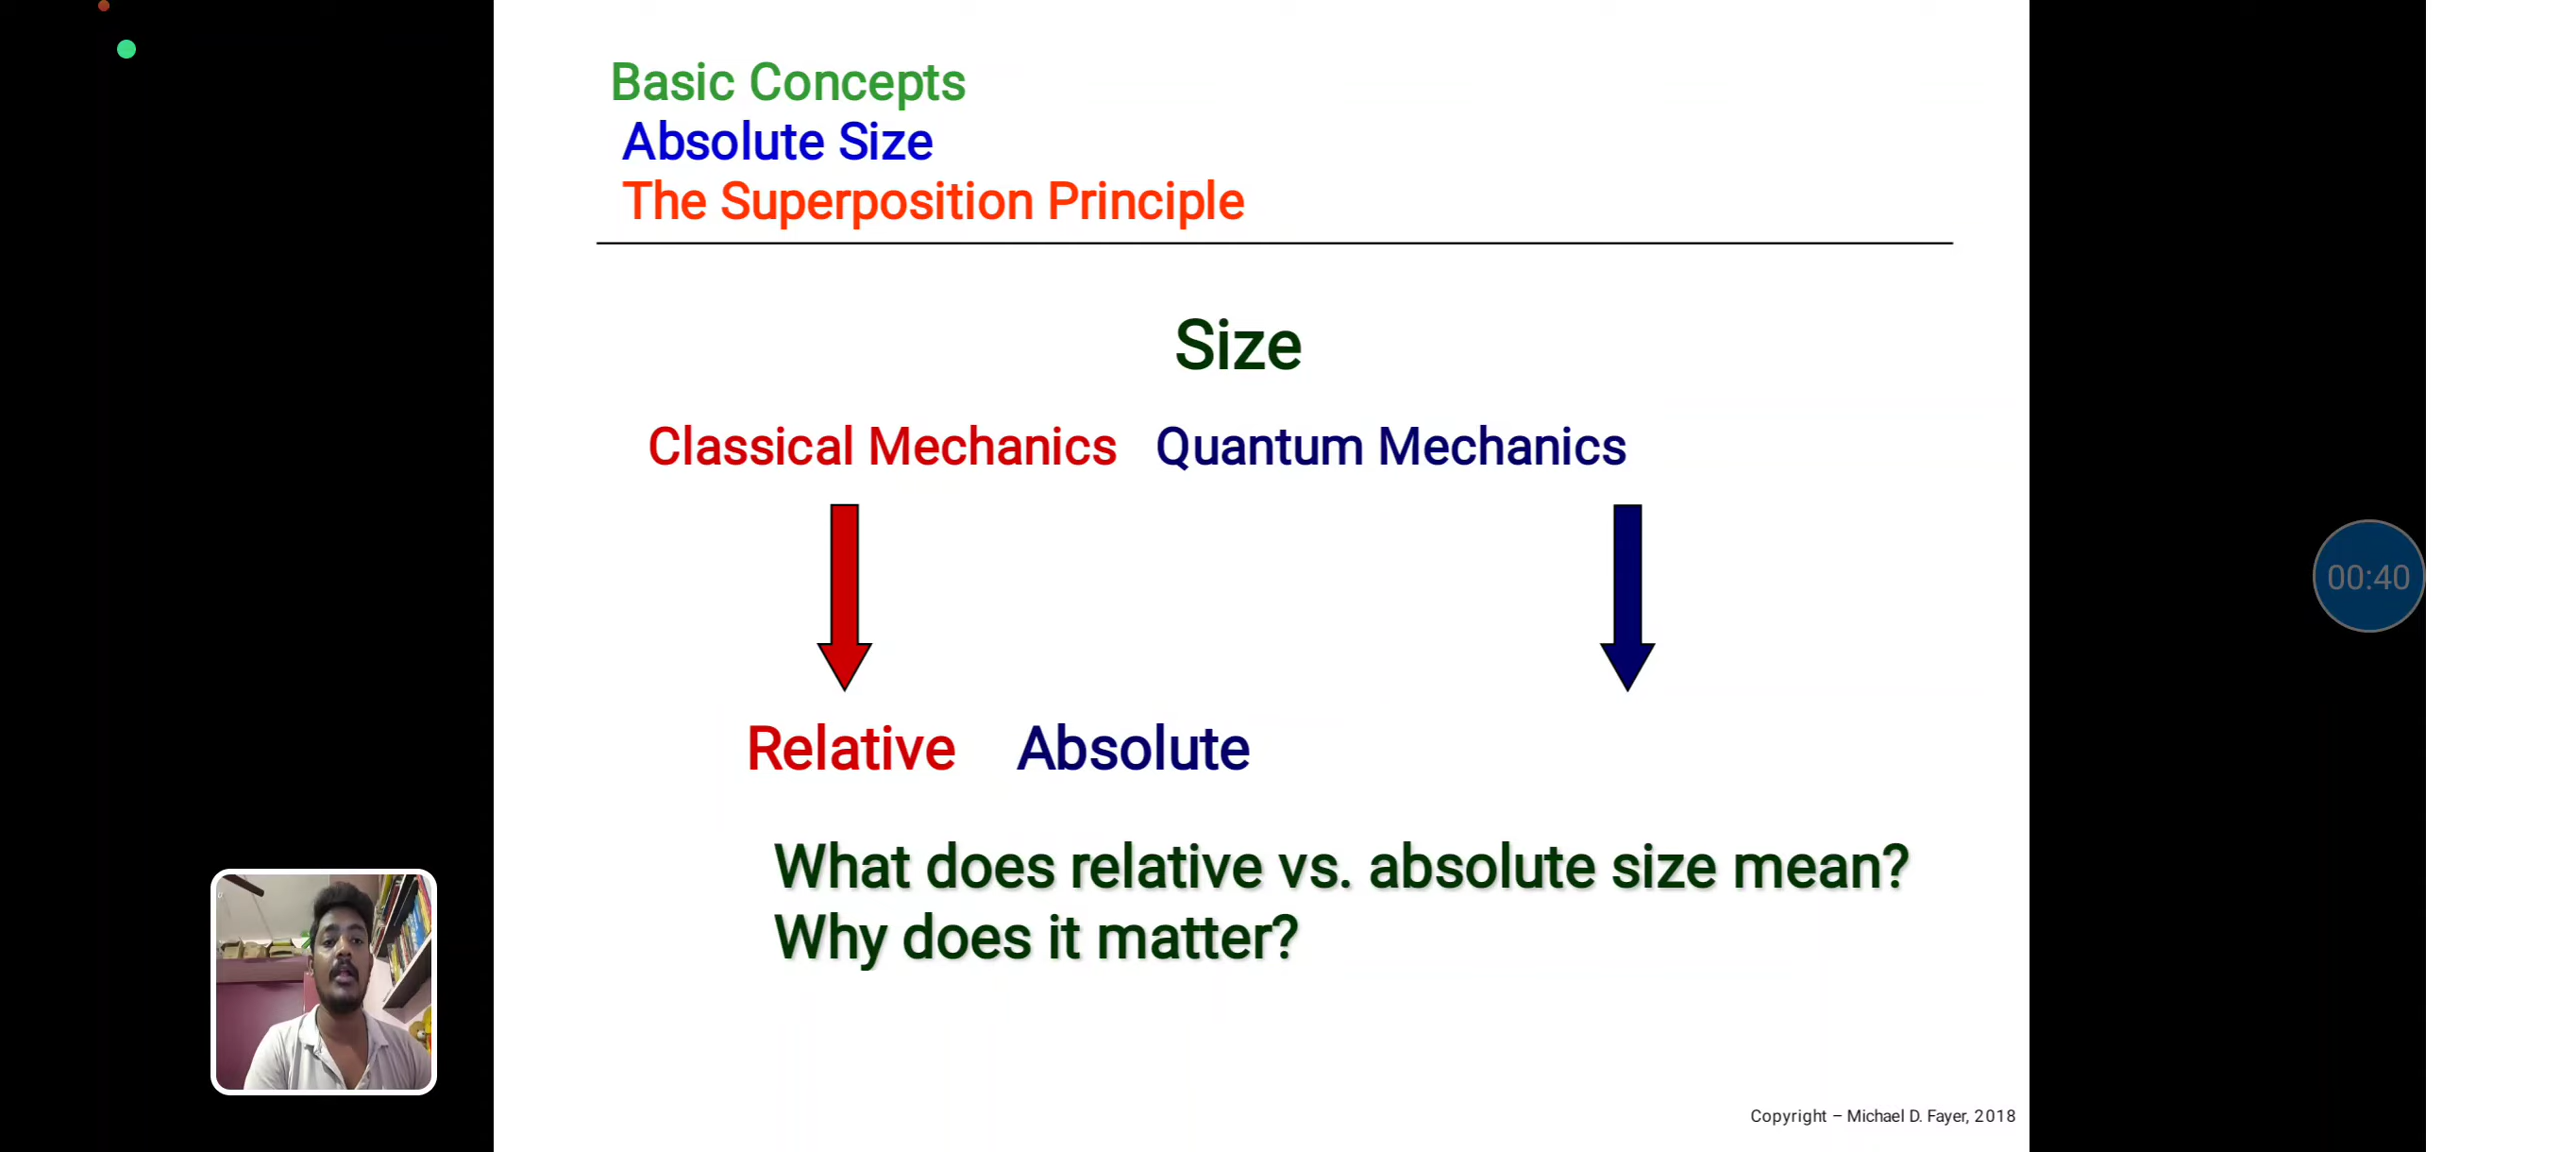 Basic Concepts
Absolute Size
The Superposition Principle
Size
Classical Mechanics Quantum Mechanics
Relative Absolute
What does relative vs. absolute size mean?
Why does it matter?
00:40
Copyright – Michael D. Fayer, 2018